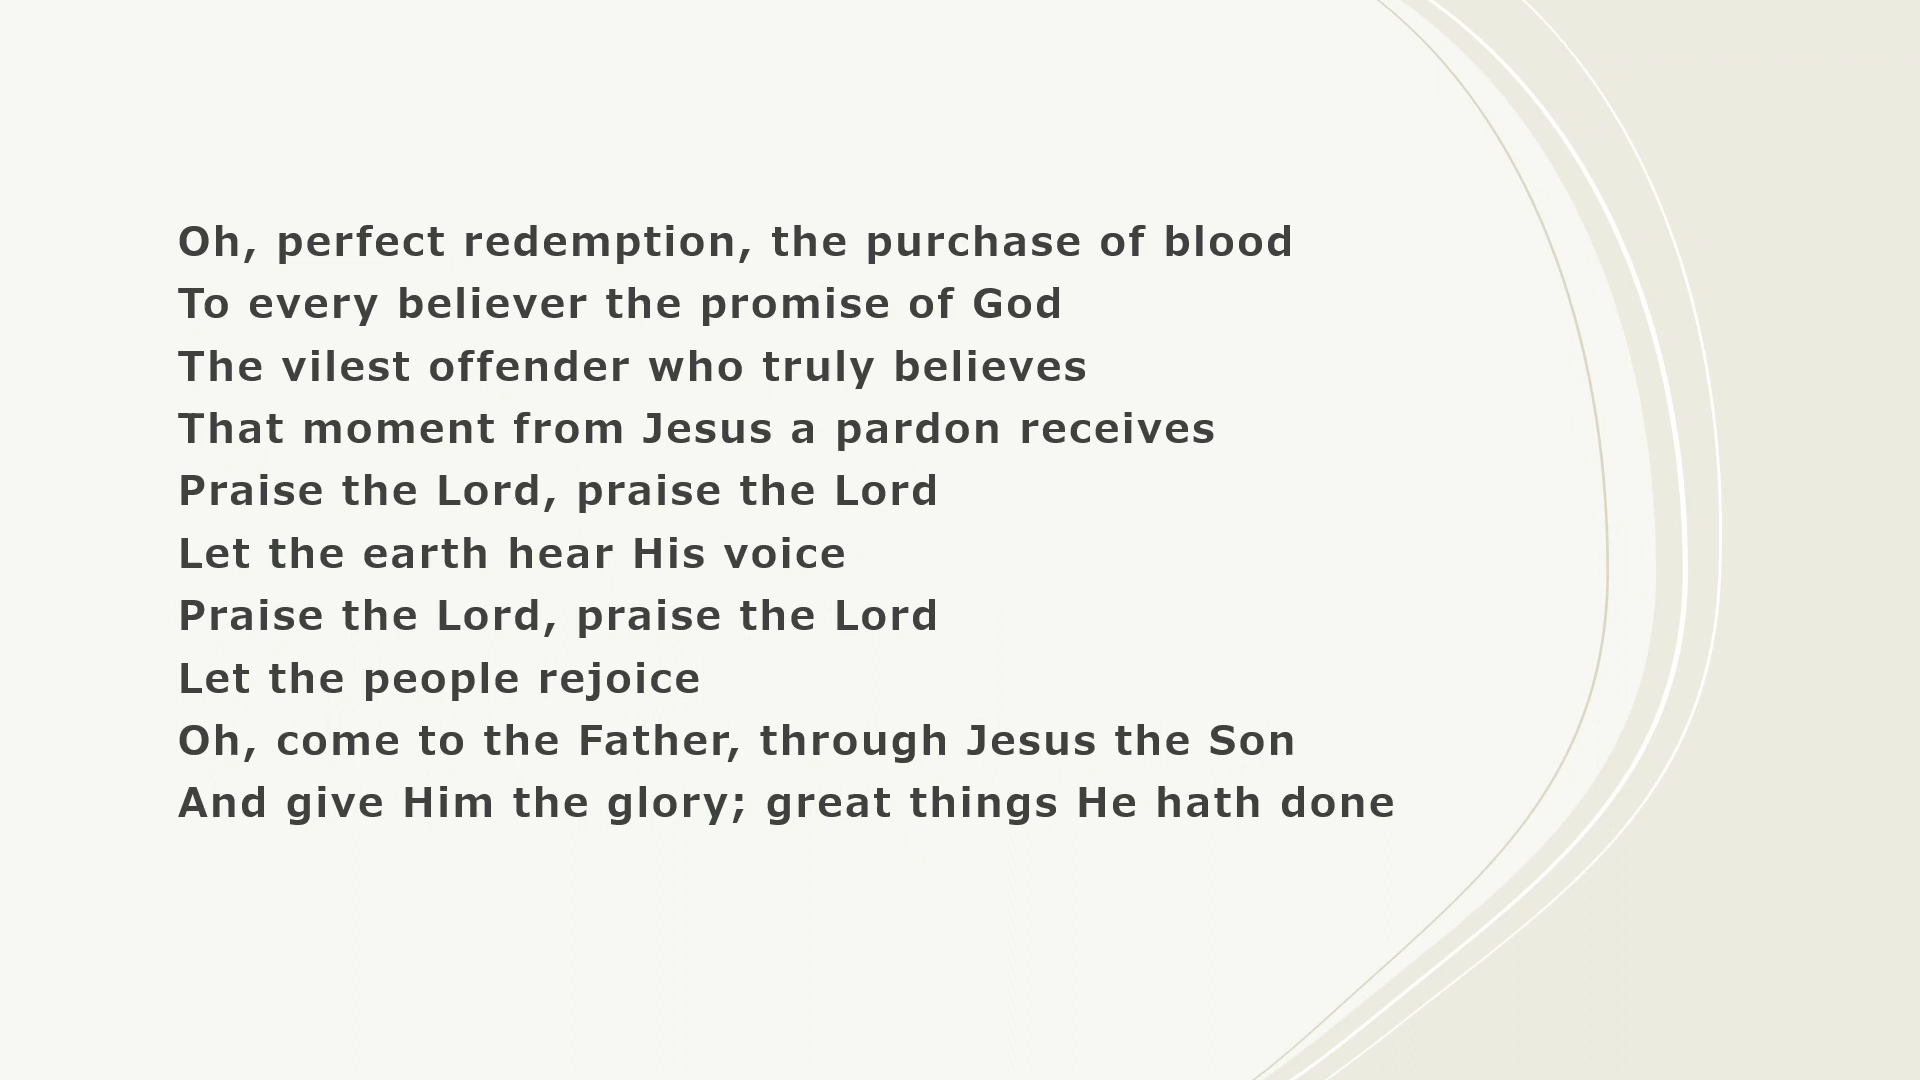 Oh, perfect redemption, the purchase of blood
To every believer the promise of God
The vilest offender who truly believes
That moment from Jesus a pardon receives
Praise the Lord, praise the Lord
Let the earth hear His voice
Praise the Lord, praise the Lord
Let the people rejoice
Oh, come to the Father, through Jesus the Son
And give Him the glory; great things He hath done